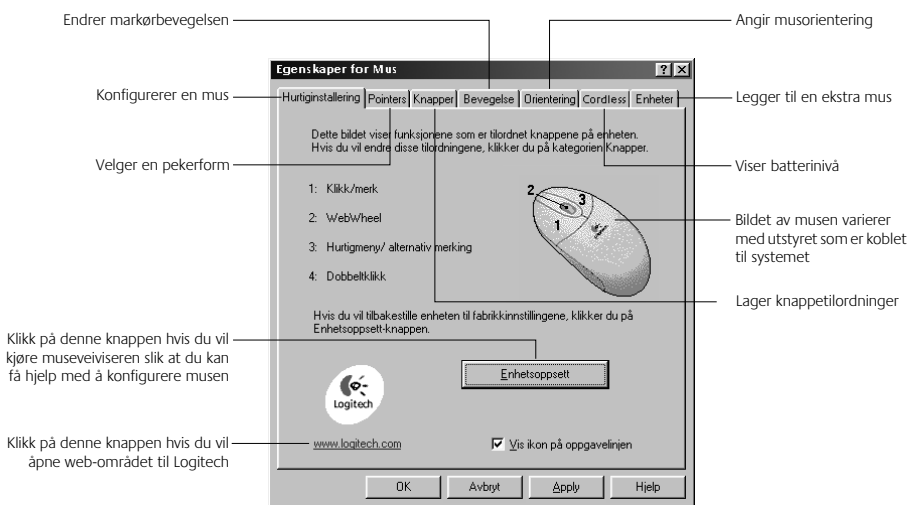 Endrer markørbevegelsen
Angir musorientering
Egenskaper for Mus
Konfigurerer en mus
Hurtiginstallering Pointers Knapper Bevegelse Orientering Cordless Enheter
Legger til en ekstra mus
Dette bildet viser funksjonene som er tilordnet knappene på enheten.
Hvis du vil endre disse tilordningene, klikker du på kategorien Knapper.
Velger en pekerform
Viser batterinivå
1: Klikk/merk
2: WebWheel
3: Hurtigmeny/ alternativ merking
4: Dobbeltklikk
2
3
1
Bildet av musen varierer
med utstyret som er koblet
til systemet
Lager knappetilordninger
Hvis du vil tilbakestille enheten til fabrikkinnstillingene, klikker du på
Enhetsoppsett-knappen.
Klikk på denne knappen hvis du vil
kjøre museveiviseren slik at du kan
få hjelp med å konfigurere musen
Enhetsoppsett
Logitech
Klikk på denne knappen hvis du vil
åpne web-området til Logitech
www.logitech.com
Vis ikon på oppgavelinjen
OK Avbryt Apply Hjelp